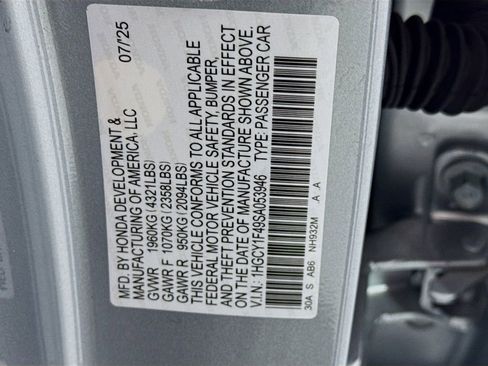 MFD. BY HONDA DEVELOPMENT & 07/25
MANUFACTURING OF AMERICA, LLC
GVWR 1960KG (4321LBS)
GAWR F 1070KG (2358LBS)
GAWR R 950KG (2094LBS)
THIS VEHICLE CONFORMS TO ALL APPLICABLE
FEDERAL MOTOR VEHICLE SAFETY, BUMPER,
AND THEFT PREVENTION STANDARDS IN EFFECT
ON THE DATE OF MANUFACTURE SHOWN ABOVE.
V.I.N.: 1HGCY1F49SA053946 TYPE: PASSENGER CAR
30A S AB6 NH932M A A